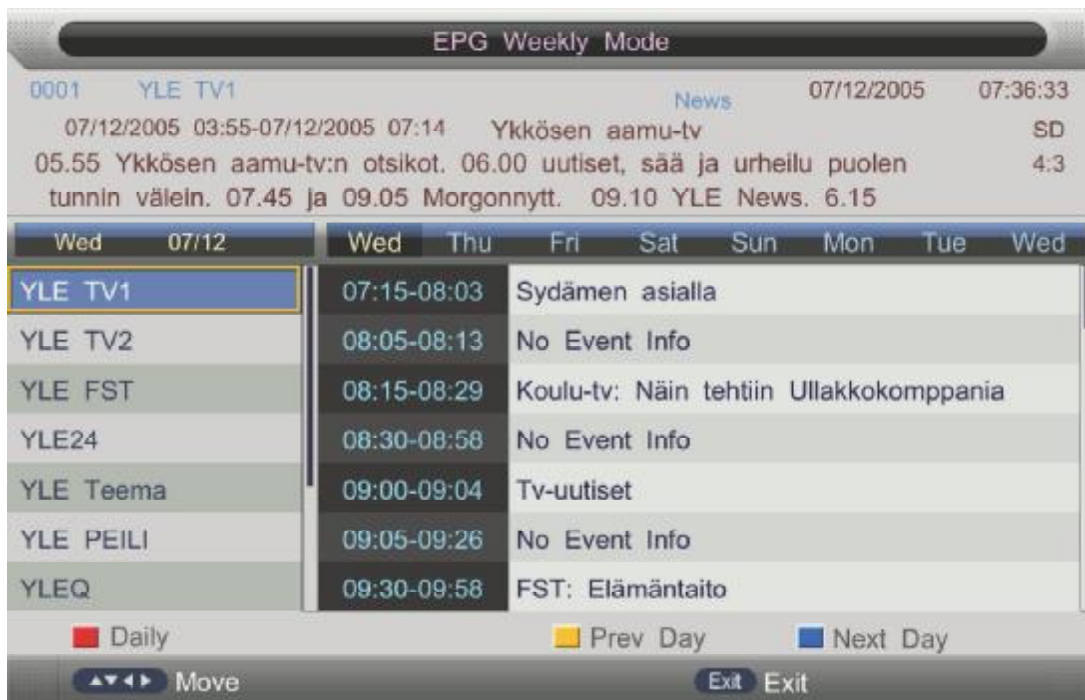 EPG Weekly Mode
0001 YLE TV1 News 07/12/2005 07:36:33
07/12/2005 03:55-07/12/2005 07:14 Ykkösen aamu-tv SD
05.55 Ykkösen aamu-tv:n otsikot. 06.00 uutiset, sää ja urheilu puolen 4:3
tunnin välein. 07.45 ja 09.05 Morgonnytt. 09.10 YLE News. 6.15
Wed 07/12 Wed Thu Fri Sat Sun Mon Tue Wed
YLE TV1 07:15-08:03 Sydämen asialla
YLE TV2 08:05-08:13 No Event Info
YLE FST 08:15-08:29 Koulu-tv: Näin tehtiin Ullakkokomppania
YLE24 08:30-08:58 No Event Info
YLE Teema 09:00-09:04 Tv-uutiset
YLE PEILI 09:05-09:26 No Event Info
YLEQ 09:30-09:58 FST: Elämäntaito
Daily Prev Day Next Day
Move Exit Exit